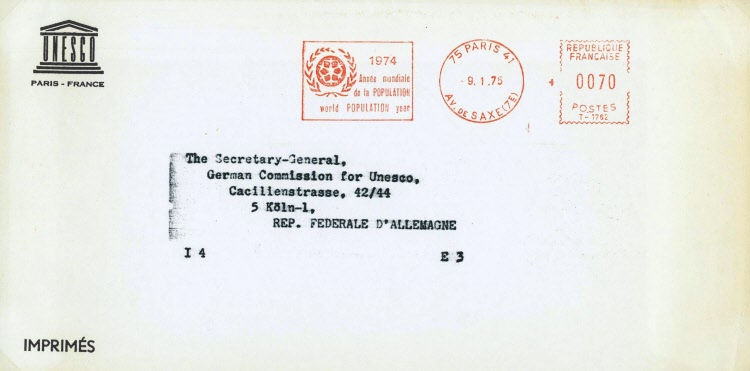 UNESCO
PARIS - FRANCE
1974
Année mondiale
de la POPULATION
world POPULATION year
75 PARIS 41
- 9. 1. 75
AV. DE SAXE (7E)
REPUBLIQUE
FRANCAISE
0070
POSTES
T- 1762
The Secretary-General,
German Commission for Unesco,
Cacilienstrasse, 42/44
5 Köln-1,
REP. FEDERALE D'ALLEMAGNE
I 4 E 3
IMPRIMÉS